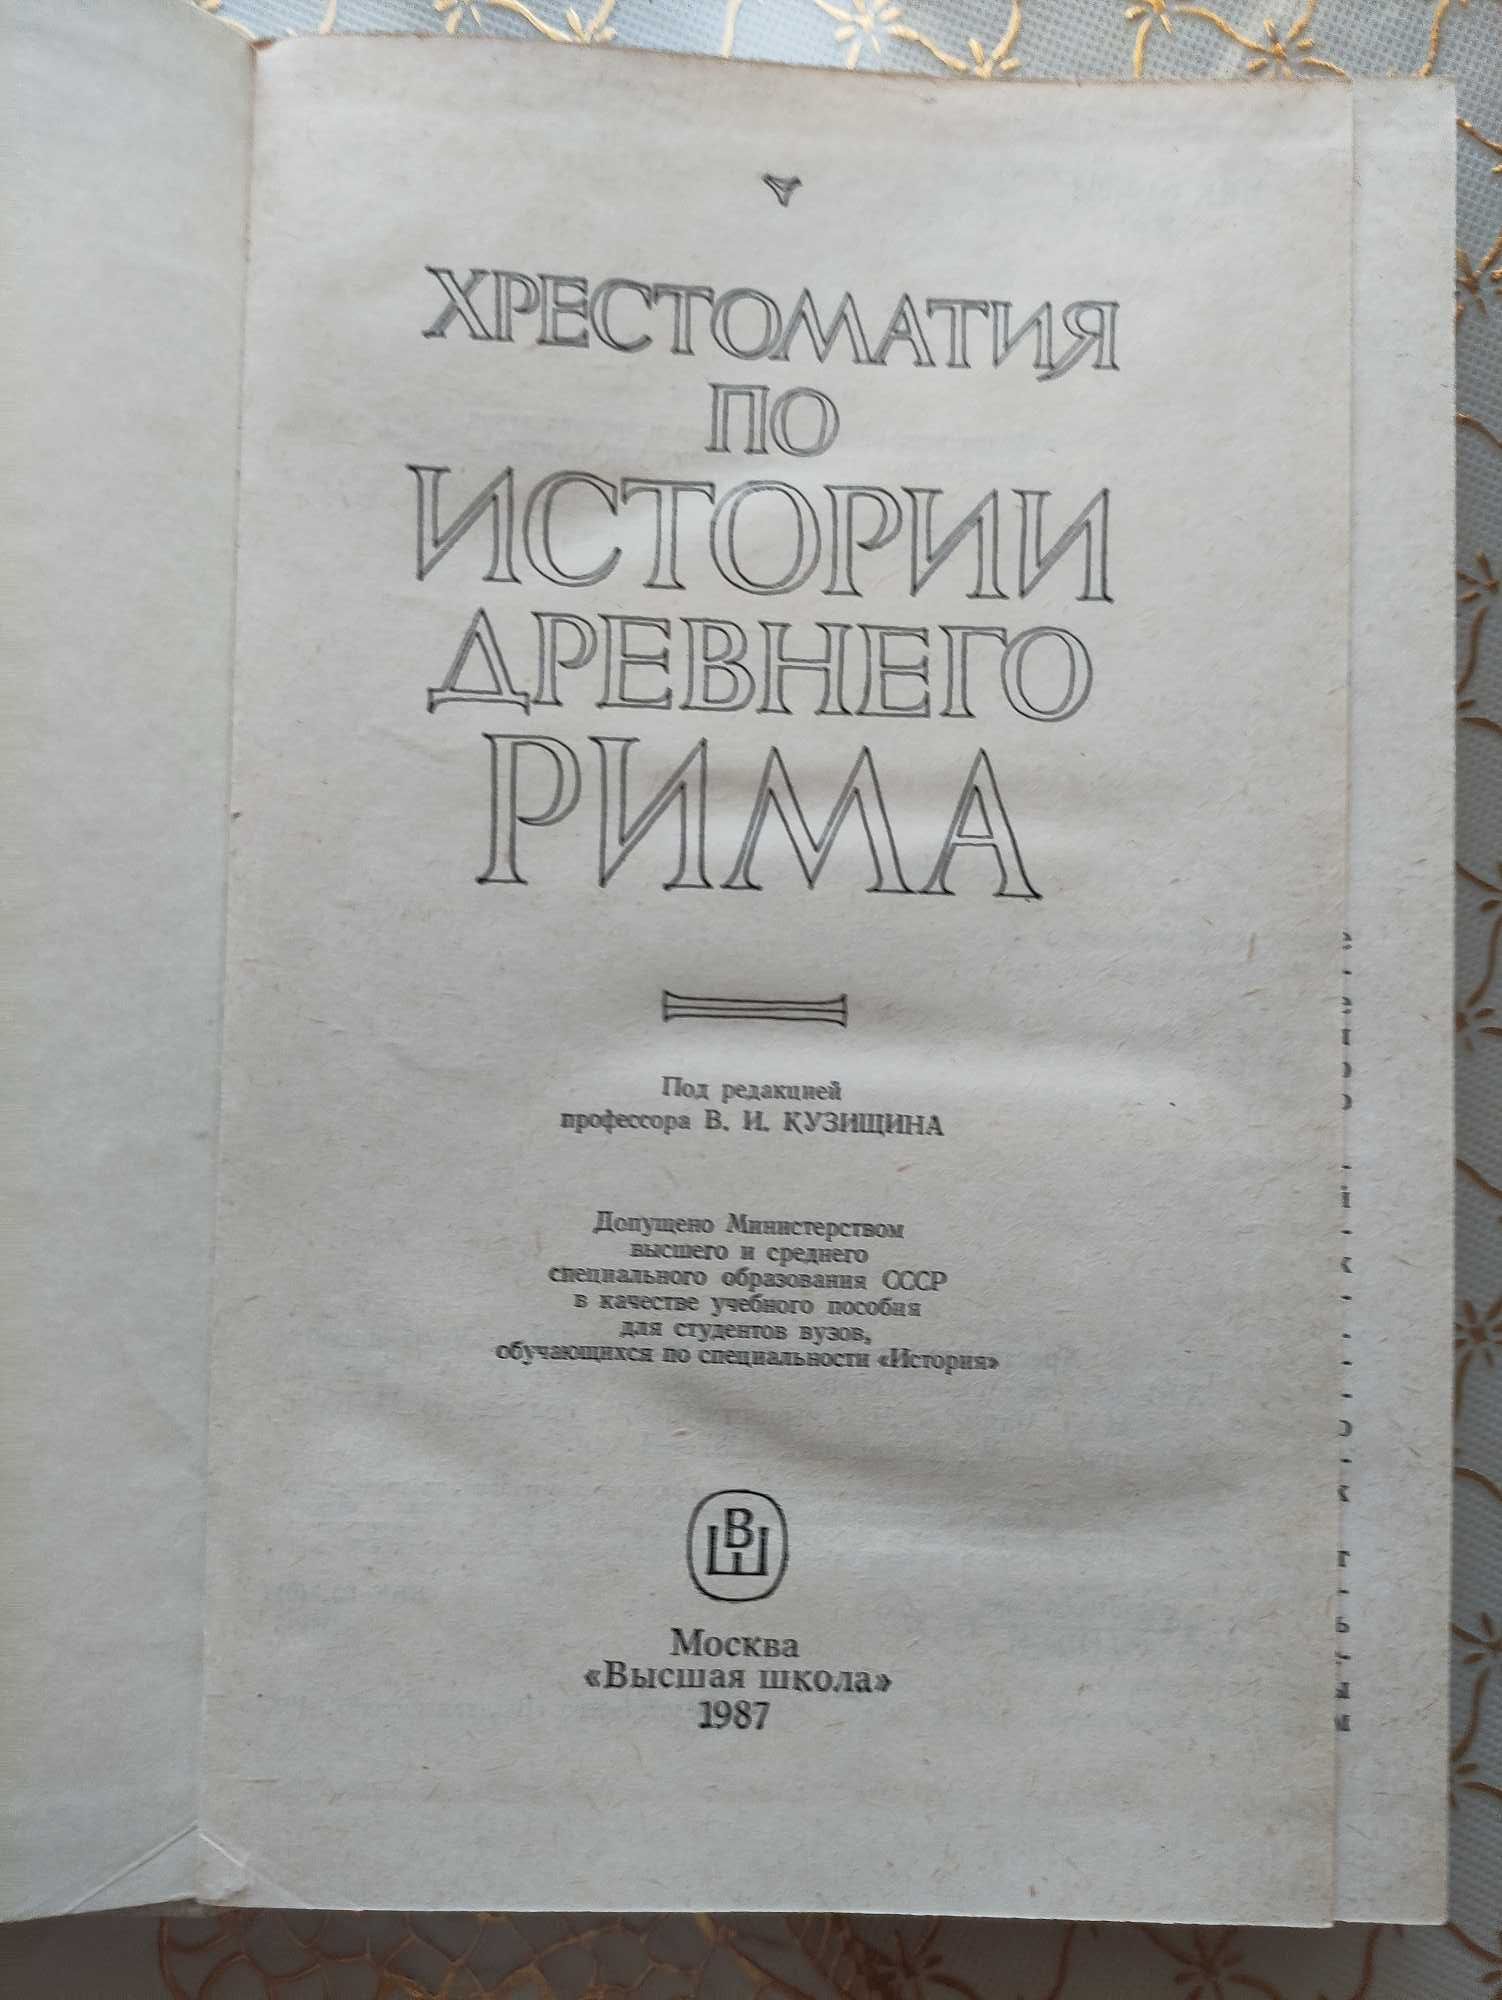 ХРЕСТОМАТИЯ
ПО
ИСТОРИИ
ДРЕВНЕГО
РИМА
Под редакцией
профессора В. И. КУЗИЩИНА
Допущено Министерством
высшего и среднего
специального образования СССР
в качестве учебного пособия
для студентов вузов,
обучающихся по специальности «История»
ВШ
Москва
«Высшая школа»
1987